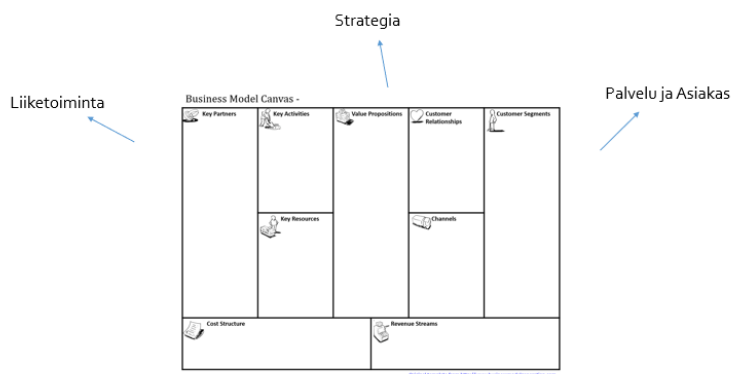 Strategia
Liiketoiminta
Palvelu ja Asiakas
Business Model Canvas -
Key Partners
Key Activities
Value Propositions
Customer
Relationships
Customer Segments
Key Resources
Channels
Cost Structure
Revenue Streams